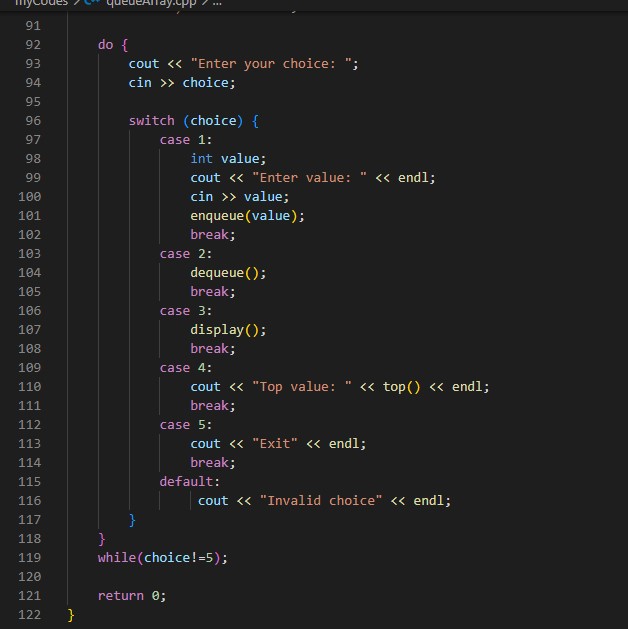 myCodes > queueArray.cpp > ...
91
92 do {
93 cout << "Enter your choice: ";
94 cin >> choice;
95
96 switch (choice) {
97 case 1:
98 int value;
99 cout << "Enter value: " << endl;
100 cin >> value;
101 enqueue(value);
102 break;
103 case 2:
104 dequeue();
105 break;
106 case 3:
107 display();
108 break;
109 case 4:
110 cout << "Top value: " << top() << endl;
111 break;
112 case 5:
113 cout << "Exit" << endl;
114 break;
115 default:
116 cout << "Invalid choice" << endl;
117 }
118 }
119 while(choice!=5);
120
121 return 0;
122 }